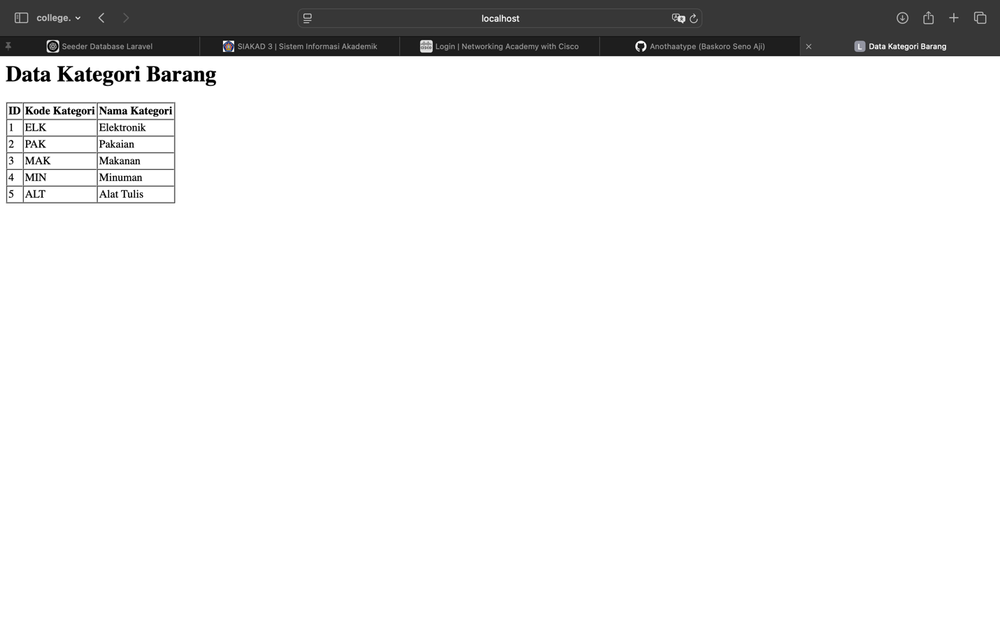 college.
localhost
Seeder Database Laravel
SIAKAD 3 | Sistem Informasi Akademik
Login | Networking Academy with Cisco
Anothaatype (Baskoro Seno Aji)
L Data Kategori Barang
Data Kategori Barang
ID Kode Kategori Nama Kategori
1 ELK Elektronik
2 PAK Pakaian
3 MAK Makanan
4 MIN Minuman
5 ALT Alat Tulis